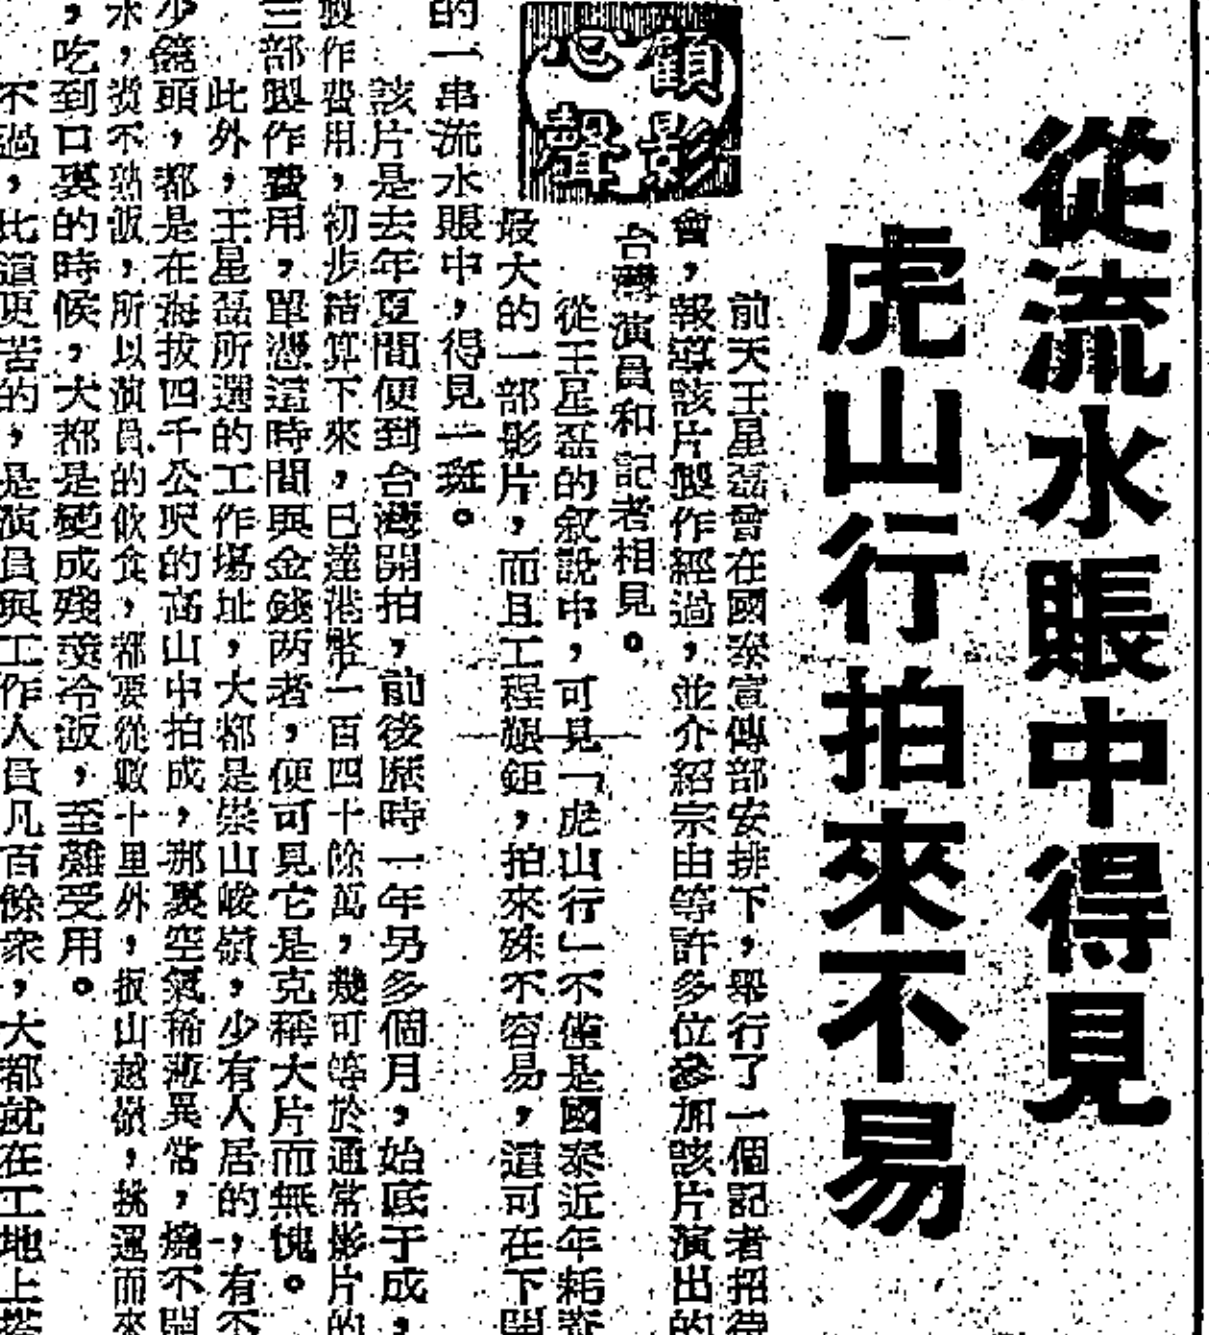 從流水賬中得見
虎山行拍來不易
顧影
心聲
前天王星磊曾在國泰宣傳部安排下，舉行了一個記者招待
會，報導該片製作經過，並介紹宗由等許多位參加該片演出的
台灣演員和記者相見。
從王星磊的叙說中，可見「虎山行」不僅是國泰近年耗資
最大的一部影片，而且工程艱鉅，拍來殊不容易，這可在下開
的一串流水賬中，得見一斑。
該片是去年夏間便到台灣開拍，前後歷時一年另多個月，始底于成，
製作費用，初步結算下來，已達港幣一百四十餘萬，幾可等於通常影片的
三部製作費用，單憑這時間與金錢两者，便可見它是克稱大片而無愧。
此外，王星磊所選的工作場址，大都是崇山峻嶺，少有人居的，有不
少鏡頭，都是在海拔四千公呎的高山中拍成，那裏空氣稀薄異常，燒不開
水，煑不熟飯，所以演員的飲食，都要從數十里外，扳山越嶺，挑運而來
，吃到口裏的時候，大都是變成殘羹冷飯，至難受用。
不過，比這更苦的，是演員與工作人員凡百餘衆，大都就在工地上搭